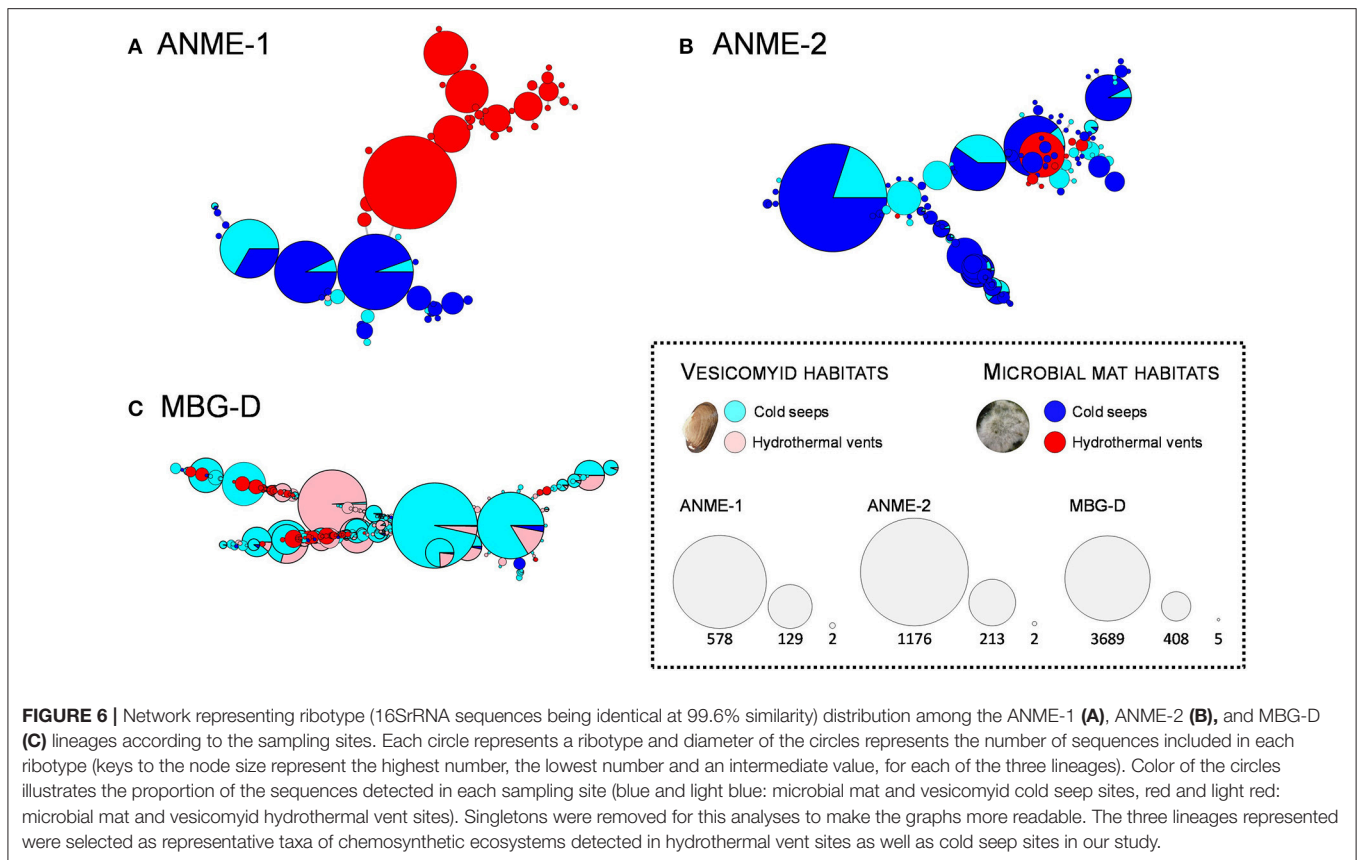 A ANME-1
B ANME-2
C MBG-D
VESICOMYID HABITATS
Cold seeps
Hydrothermal vents
MICROBIAL MAT HABITATS
Cold seeps
Hydrothermal vents
ANME-1
578 129 2
ANME-2
1176 213 2
MBG-D
3689 408 5
FIGURE 6 | Network representing ribotype (16SrRNA sequences being identical at 99.6% similarity) distribution among the ANME-1 (A), ANME-2 (B), and MBG-D
(C) lineages according to the sampling sites. Each circle represents a ribotype and diameter of the circles represents the number of sequences included in each
ribotype (keys to the node size represent the highest number, the lowest number and an intermediate value, for each of the three lineages). Color of the circles
illustrates the proportion of the sequences detected in each sampling site (blue and light blue: microbial mat and vesicomyid cold seep sites, red and light red:
microbial mat and vesicomyid hydrothermal vent sites). Singletons were removed for this analyses to make the graphs more readable. The three lineages represented
were selected as representative taxa of chemosynthetic ecosystems detected in hydrothermal vent sites as well as cold seep sites in our study.